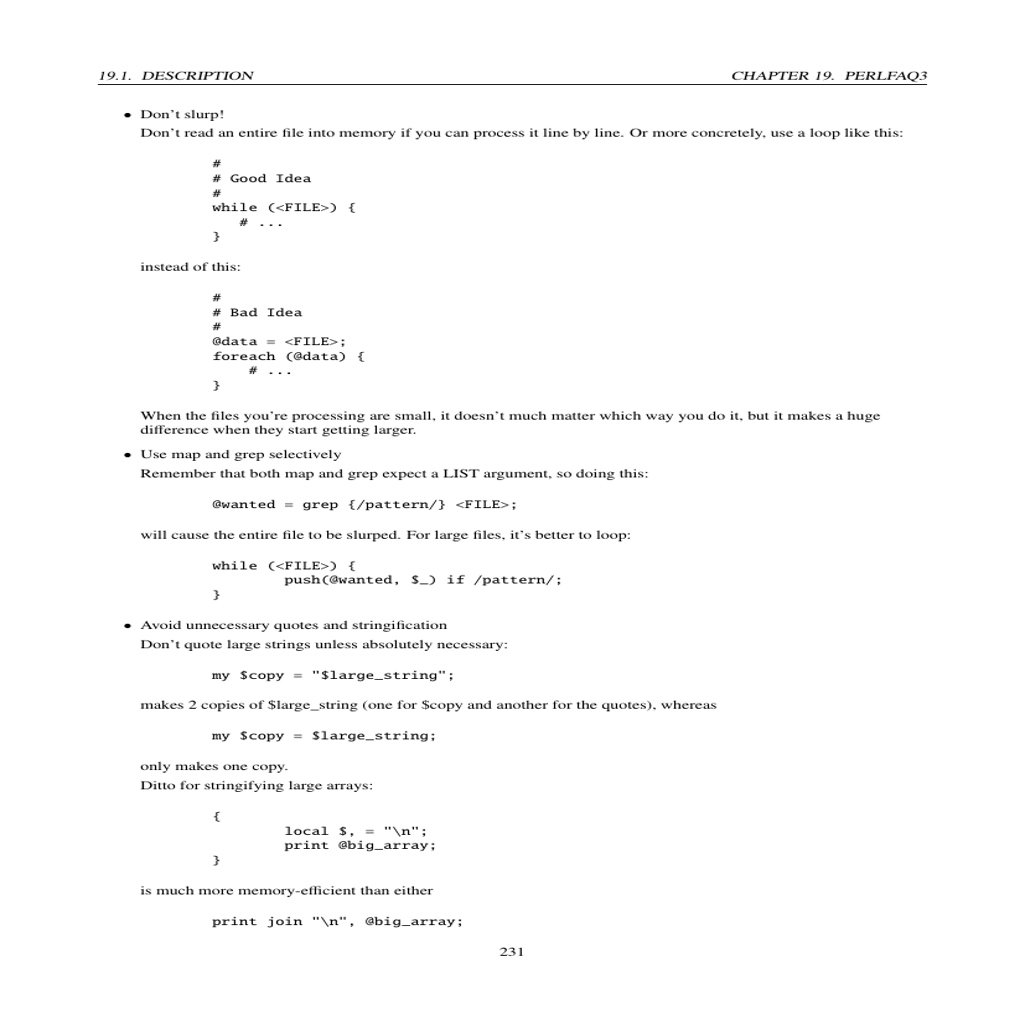 19.1. DESCRIPTION CHAPTER 19. PERLFAQ3
• Don't slurp!
Don't read an entire file into memory if you can process it line by line. Or more concretely, use a loop like this:
#
# Good Idea
#
while (<FILE>) {
   # ...
}
instead of this:
#
# Bad Idea
#
@data = <FILE>;
foreach (@data) {
    # ...
}
When the files you're processing are small, it doesn't much matter which way you do it, but it makes a huge
difference when they start getting larger.
• Use map and grep selectively
Remember that both map and grep expect a LIST argument, so doing this:
@wanted = grep {/pattern/} <FILE>;
will cause the entire file to be slurped. For large files, it's better to loop:
while (<FILE>) {
        push(@wanted, $_) if /pattern/;
}
• Avoid unnecessary quotes and stringification
Don't quote large strings unless absolutely necessary:
my $copy = "$large_string";
makes 2 copies of $large_string (one for $copy and another for the quotes), whereas
my $copy = $large_string;
only makes one copy.
Ditto for stringifying large arrays:
{
        local $, = "\n";
        print @big_array;
}
is much more memory-efficient than either
print join "\n", @big_array;
231